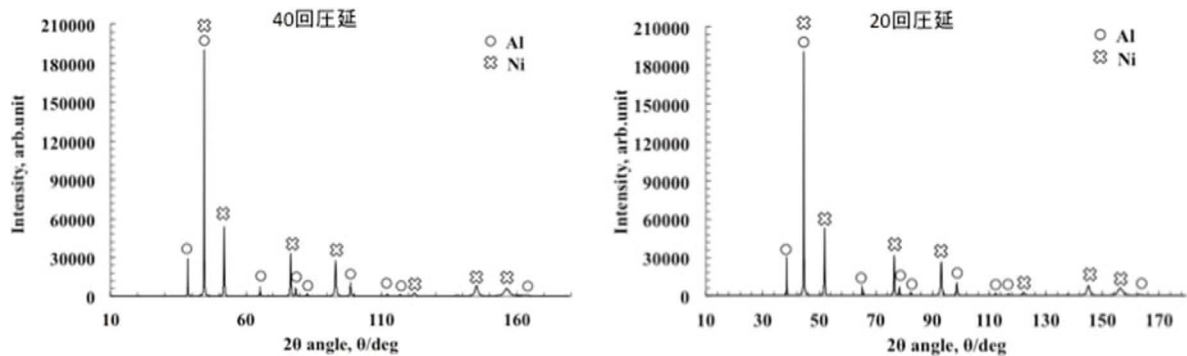 40回圧延
210000
180000
150000
120000
90000
60000
30000
0
Intensity, arb.unit
Al
Ni
10
60
110
160
2θ angle, θ/deg
20回圧延
210000
180000
150000
120000
90000
60000
30000
0
Intensity, arb.unit
Al
Ni
10
30
50
70
90
110
130
150
170
2θ angle, θ/deg